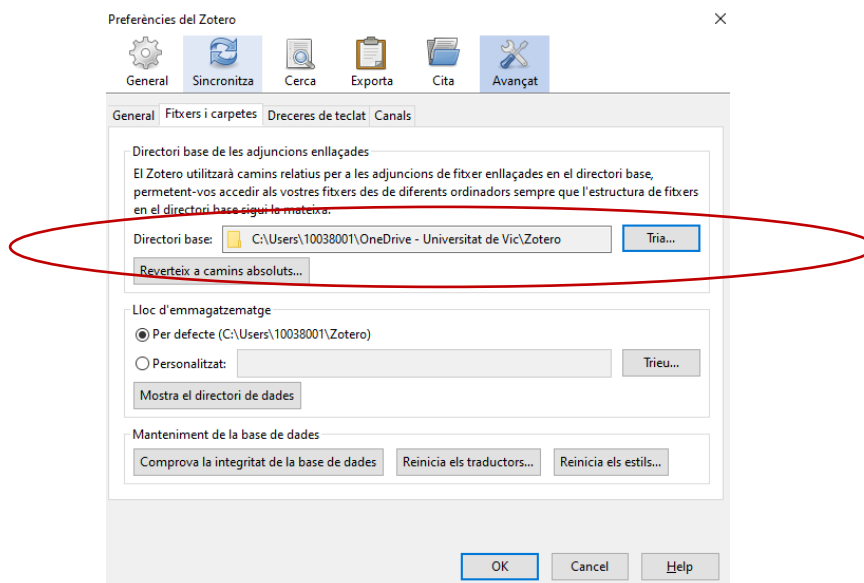 Preferències del Zotero
General Sincronitza Cerca Exporta Cita Avançat
General Fitxers i carpetes Dreceres de teclat Canals
Directori base de les adjuncions enllaçades
El Zotero utilitzarà camins relatius per a les adjuncions de fitxer enllaçades en el directori base,
permetent-vos accedir als vostres fitxers des de diferents ordinadors sempre que l'estructura de fitxers
en el directori base sigui la mateixa.
Directori base: C:\Users\10038001\OneDrive - Universitat de Vic\Zotero Tria...
Reverteix a camins absoluts...
Lloc d'emmagatzematge
Per defecte (C:\Users\10038001\Zotero)
Personalitzat: Trieu...
Mostra el directori de dades
Manteniment de la base de dades
Comprova la integritat de la base de dades Reinicia els traductors... Reinicia els estils...
OK Cancel Help